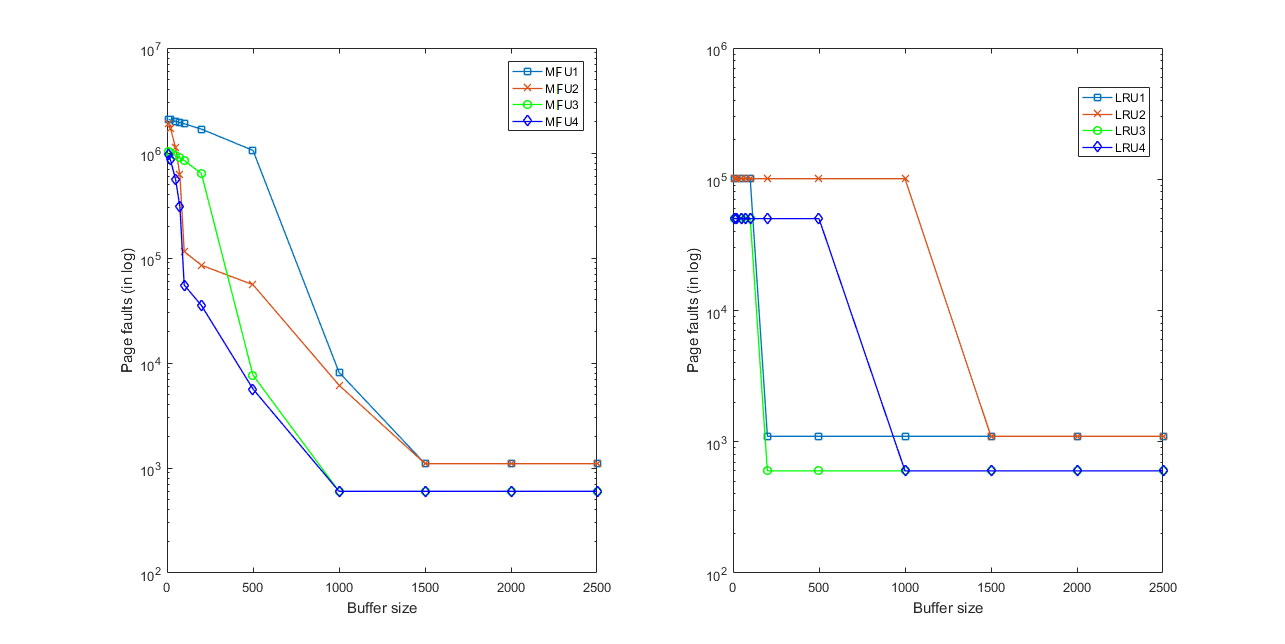 10^7
10^6
10^5
10^4
10^3
10^2
Page faults (in log)
0 500 1000 1500 2000 2500
Buffer size
MFU1
MFU2
MFU3
MFU4
10^6
10^5
10^4
10^3
10^2
Page faults (in log)
0 500 1000 1500 2000 2500
Buffer size
LRU1
LRU2
LRU3
LRU4